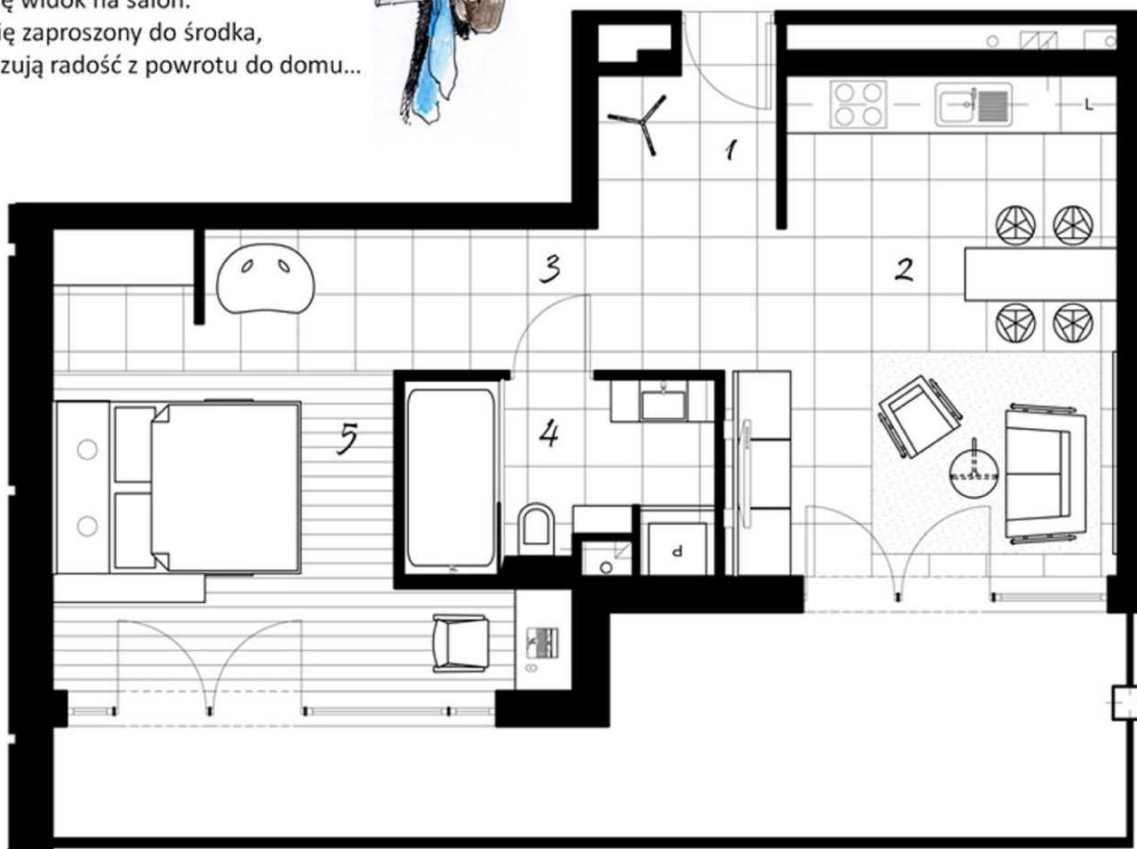 ę widok na salon.
ię zaproszony do środka,
zują radość z powrotu do domu...
1
L
3
2
4
5
d